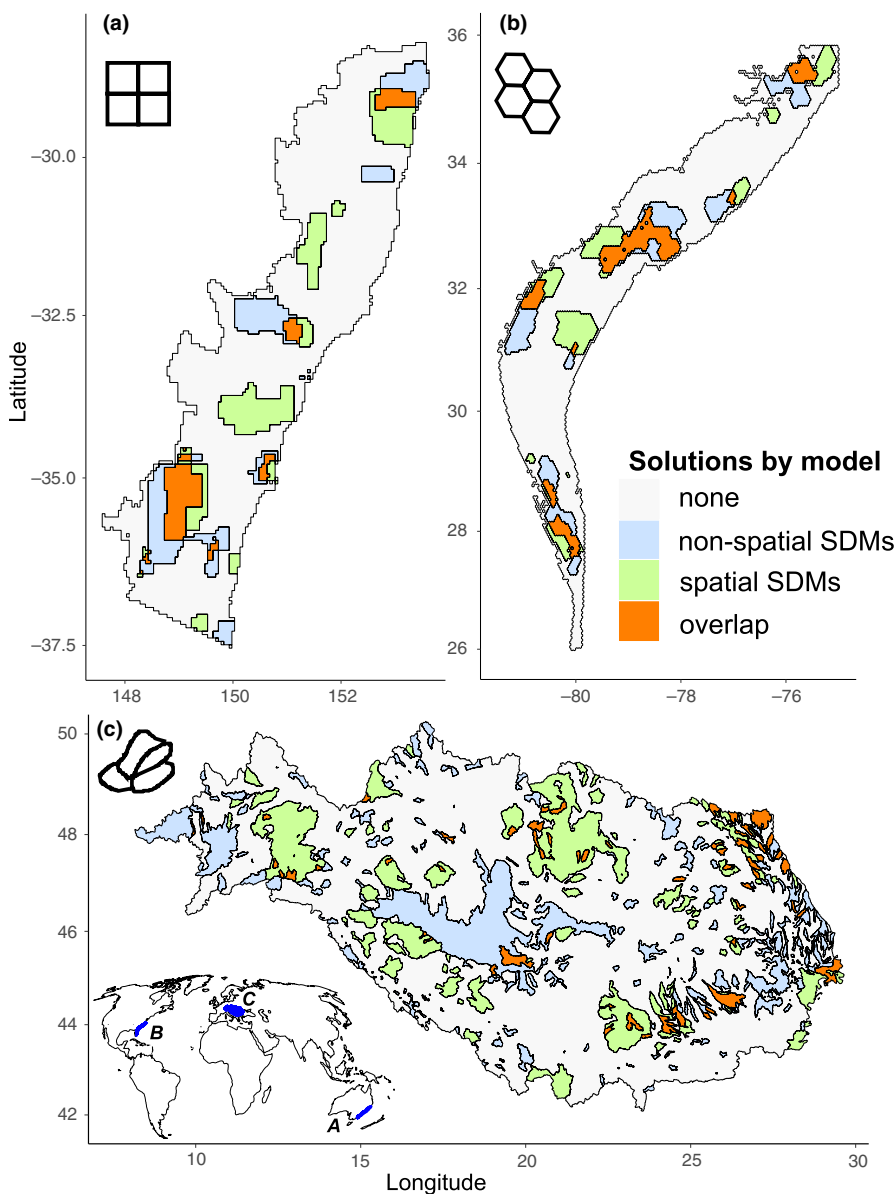 (a)
(b)
−30.0
−32.5
−35.0
−37.5
Latitude
148
150
152
36
34
32
30
28
26
−80
−78
−76
Solutions by model
none
non-spatial SDMs
spatial SDMs
overlap
(c)
50
48
46
44
42
10
15
20
25
30
Longitude
A
B
C